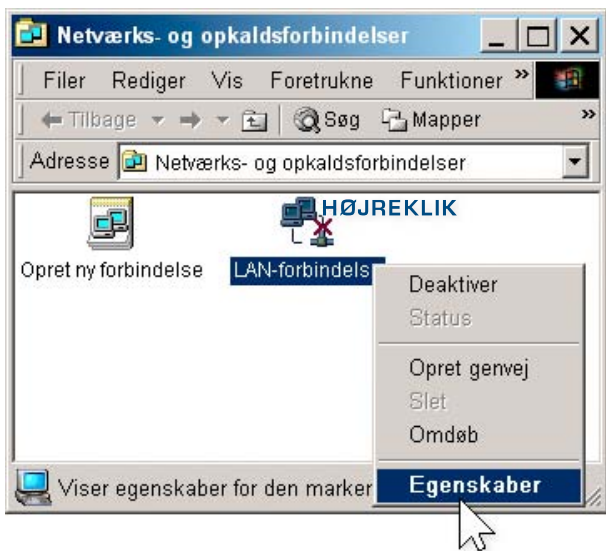 Netværks- og opkaldsforbindelser
Filer Rediger Vis Foretrukne Funktioner »
Tilbage Søg Mapper »
Adresse Netværks- og opkaldsforbindelser
HØJREKLIK
Opret ny forbindelse LAN-forbindels
Deaktiver
Status
Opret genvej
Slet
Omdøb
Egenskaber
Viser egenskaber for den marker